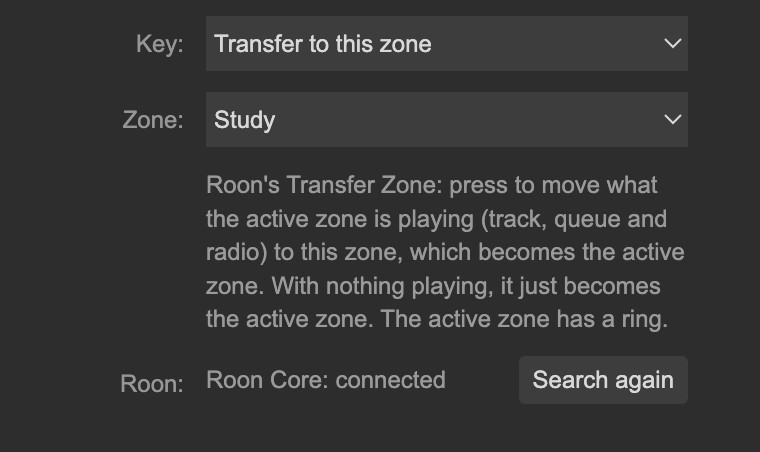 Key: Transfer to this zone
Zone: Study
Roon's Transfer Zone: press to move what
the active zone is playing (track, queue and
radio) to this zone, which becomes the active
zone. With nothing playing, it just becomes
the active zone. The active zone has a ring.
Roon: Roon Core: connected Search again